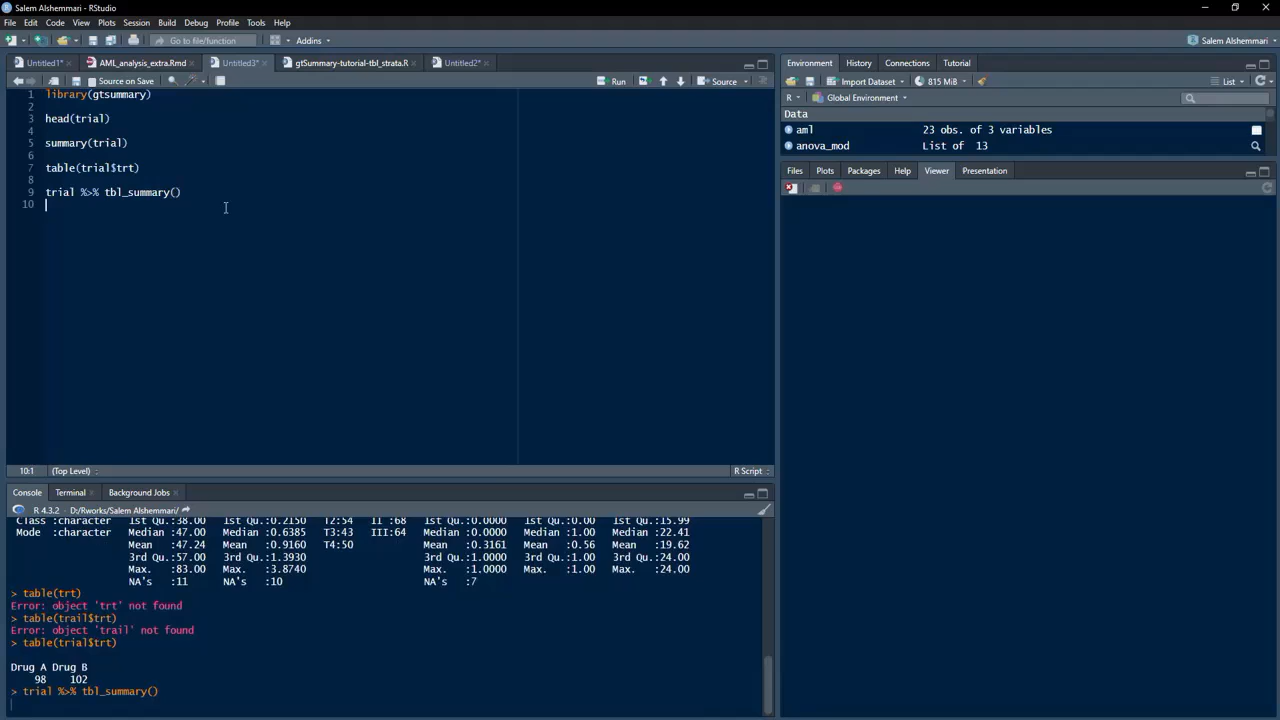 Salem Alshemmari - RStudio
File Edit Code View Plots Session Build Debug Profile Tools Help
Go to file/function Addins Salem Alshemmari
Untitled1* AML_analysis_extra.Rmd Untitled3* gtSummary-tutorial-tbl_strata.R Untitled2*
Source on Save Run Source
1 library(gtsummary)
2
3 head(trial)
4
5 summary(trial)
6
7 table(trial$trt)
8
9 trial %>% tbl_summary()
10
10:1 (Top Level) R Script
Console Terminal Background Jobs
R 4.3.2 · D:/Rworks/Salem Alshemmari/
Class :character 1st Qu.:38.00 1st Qu.:0.2150 T2:54 II :68 1st Qu.:0.0000 1st Qu.:0.00 1st Qu.:15.99
Mode :character Median :47.00 Median :0.6385 T3:43 III:64 Median :0.0000 Median :1.00 Median :22.41
Mean :47.24 Mean :0.9160 T4:50 Mean :0.3161 Mean :0.56 Mean :19.62
3rd Qu.:57.00 3rd Qu.:1.3930 3rd Qu.:1.0000 3rd Qu.:1.00 3rd Qu.:24.00
Max. :83.00 Max. :3.8740 Max. :1.0000 Max. :1.00 Max. :24.00
NA's :11 NA's :10 NA's :7
> table(trt)
Error: object 'trt' not found
> table(trail$trt)
Error: object 'trail' not found
> table(trial$trt)
Drug A Drug B
98 102
> trial %>% tbl_summary()
Environment History Connections Tutorial
Import Dataset 815 MiB List
R Global Environment
Data
aml 23 obs. of 3 variables
anova_mod List of 13
Files Plots Packages Help Viewer Presentation